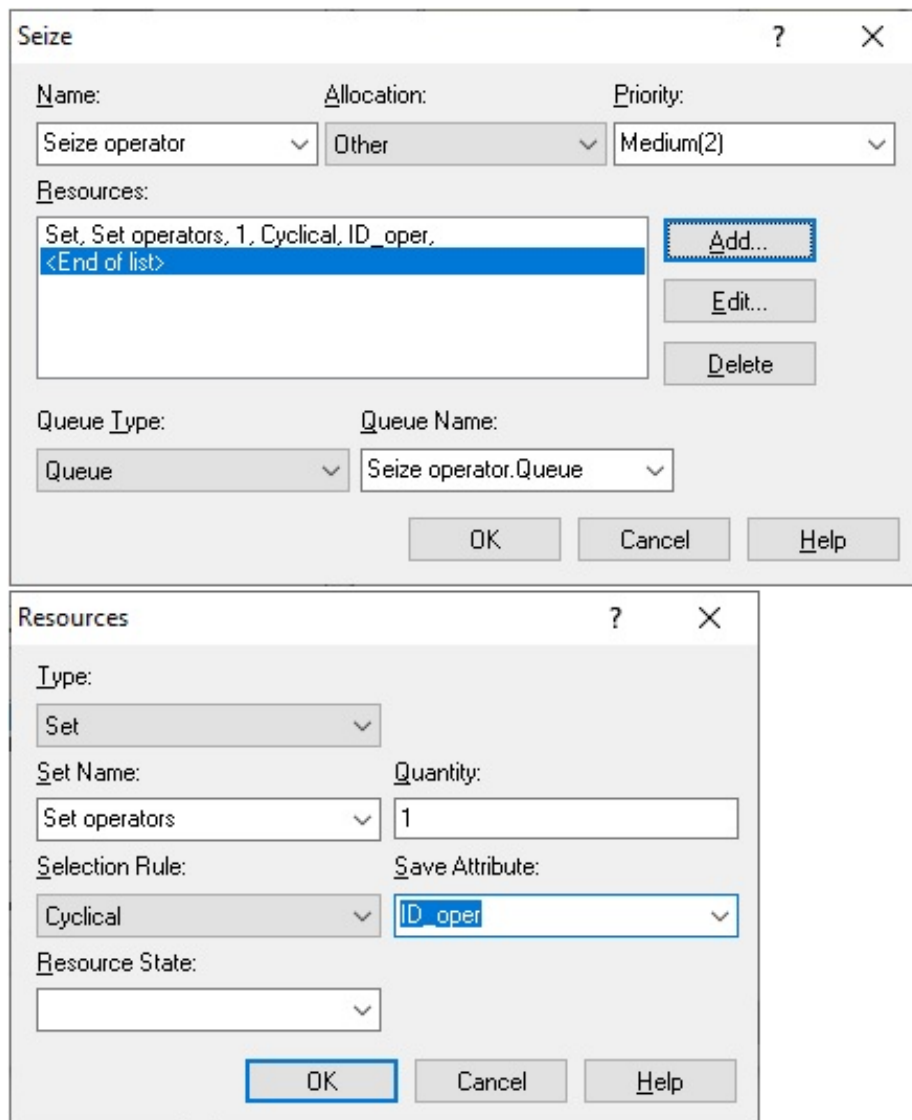 Seize ?
Name: Allocation: Priority:
Seize operator Other Medium(2)
Resources:
Set, Set operators, 1, Cyclical, ID_oper,
<End of list>
Add...
Edit...
Delete
Queue Type: Queue Name:
Queue Seize operator.Queue
OK Cancel Help
Resources ?
Type:
Set
Set Name: Quantity:
Set operators 1
Selection Rule: Save Attribute:
Cyclical ID_oper
Resource State:
OK Cancel Help